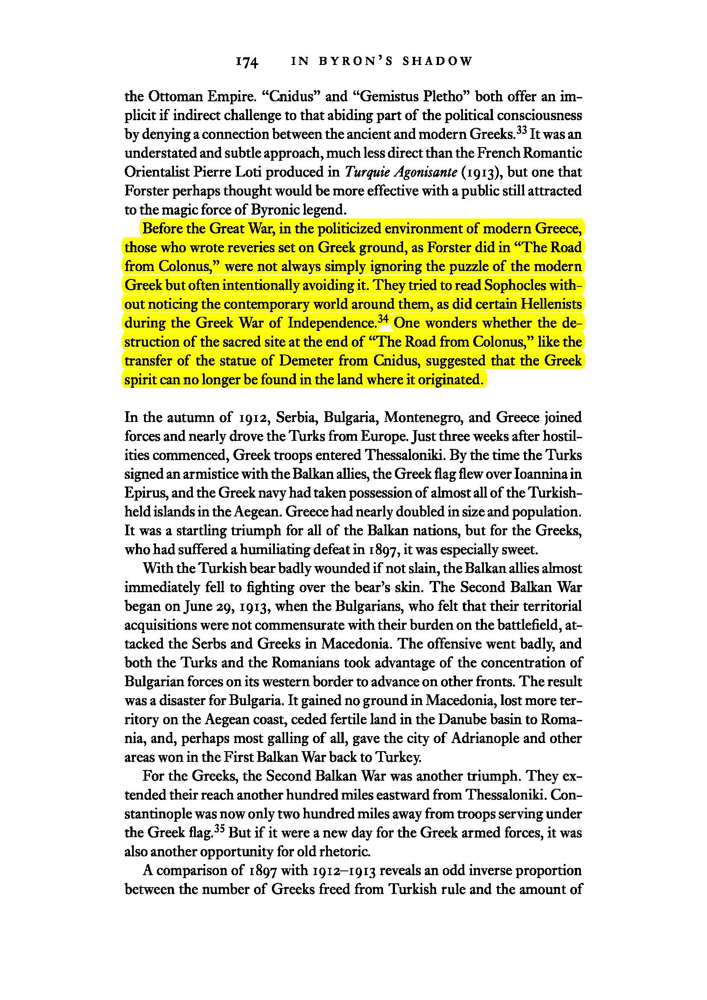 174 IN BYRON'S SHADOW
the Ottoman Empire. “Cnidus” and “Gemistus Pletho” both offer an im-
plicit if indirect challenge to that abiding part of the political consciousness
by denying a connection between the ancient and modern Greeks.33 It was an
understated and subtle approach, much less direct than the French Romantic
Orientalist Pierre Loti produced in Turquie Agonisante (1913), but one that
Forster perhaps thought would be more effective with a public still attracted
to the magic force of Byronic legend.
Before the Great War, in the politicized environment of modern Greece,
those who wrote reveries set on Greek ground, as Forster did in “The Road
from Colonus,” were not always simply ignoring the puzzle of the modern
Greek but often intentionally avoiding it. They tried to read Sophocles with-
out noticing the contemporary world around them, as did certain Hellenists
during the Greek War of Independence.34 One wonders whether the de-
struction of the sacred site at the end of “The Road from Colonus,” like the
transfer of the statue of Demeter from Cnidus, suggested that the Greek
spirit can no longer be found in the land where it originated.
In the autumn of 1912, Serbia, Bulgaria, Montenegro, and Greece joined
forces and nearly drove the Turks from Europe. Just three weeks after hostil-
ities commenced, Greek troops entered Thessaloniki. By the time the Turks
signed an armistice with the Balkan allies, the Greek flag flew over Ioannina in
Epirus, and the Greek navy had taken possession of almost all of the Turkish-
held islands in the Aegean. Greece had nearly doubled in size and population.
It was a startling triumph for all of the Balkan nations, but for the Greeks,
who had suffered a humiliating defeat in 1897, it was especially sweet.
With the Turkish bear badly wounded if not slain, the Balkan allies almost
immediately fell to fighting over the bear's skin. The Second Balkan War
began on June 29, 1913, when the Bulgarians, who felt that their territorial
acquisitions were not commensurate with their burden on the battlefield, at-
tacked the Serbs and Greeks in Macedonia. The offensive went badly, and
both the Turks and the Romanians took advantage of the concentration of
Bulgarian forces on its western border to advance on other fronts. The result
was a disaster for Bulgaria. It gained no ground in Macedonia, lost more ter-
ritory on the Aegean coast, ceded fertile land in the Danube basin to Roma-
nia, and, perhaps most galling of all, gave the city of Adrianople and other
areas won in the First Balkan War back to Turkey.
For the Greeks, the Second Balkan War was another triumph. They ex-
tended their reach another hundred miles eastward from Thessaloniki. Con-
stantinople was now only two hundred miles away from troops serving under
the Greek flag.35 But if it were a new day for the Greek armed forces, it was
also another opportunity for old rhetoric.
A comparison of 1897 with 1912–1913 reveals an odd inverse proportion
between the number of Greeks freed from Turkish rule and the amount of